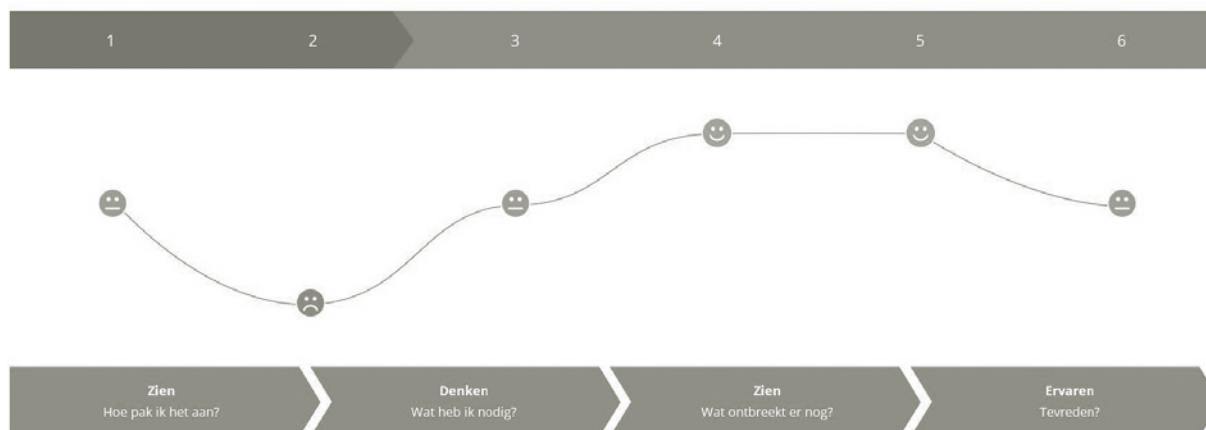 1 2 3 4 5 6
Zien
Hoe pak ik het aan?
Denken
Wat heb ik nodig?
Zien
Wat ontbreekt er nog?
Ervaren
Tevreden?